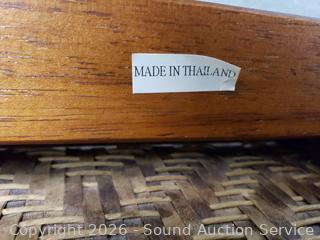 MADE IN THAILAND
Copyright 2026 - Sound Auction Service